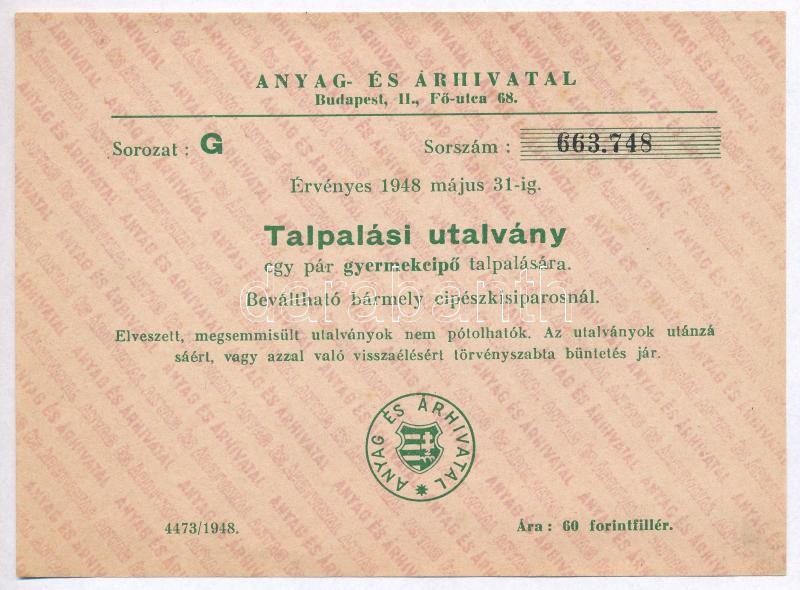 ANYAG- ÉS ÁRHIVATAL
Budapest, II., Fő-utca 68.
Sorozat : G Sorszám : 663.748
Érvényes 1948 május 31-ig.
Talpalási utalvány
egy pár gyermekcipő talpalására.
Beváltható bármely cipészkisiparosnál.
darabanth
Elveszett, megsemmisült utalványok nem pótolhatók. Az utalványok utánzá
sáért, vagy azzal való visszaélésért törvényszabta büntetés jár.
ANYAG ÉS ÁRHIVATAL
4473/1948. Ára : 60 forintfillér.